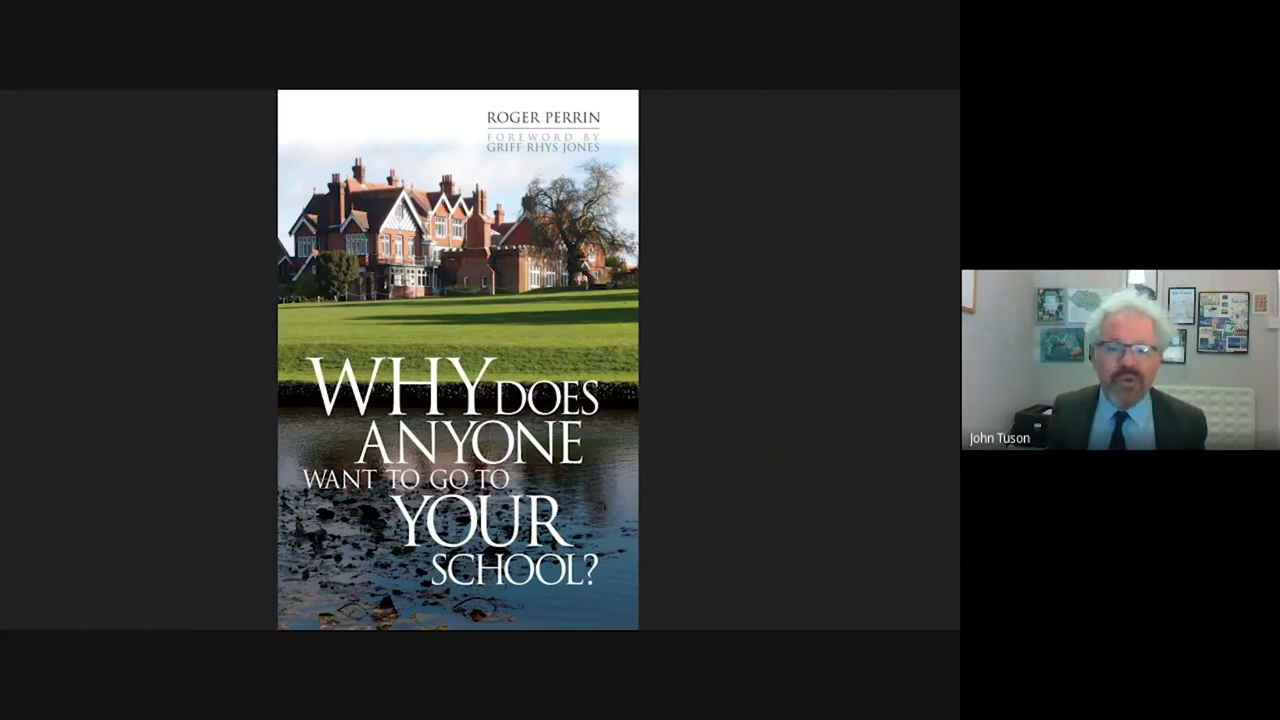 ROGER PERRIN
FOREWORD BY
GRIFF RHYS JONES
WHY DOES
ANYONE
WANT TO GO TO
YOUR
SCHOOL?
John Tuson